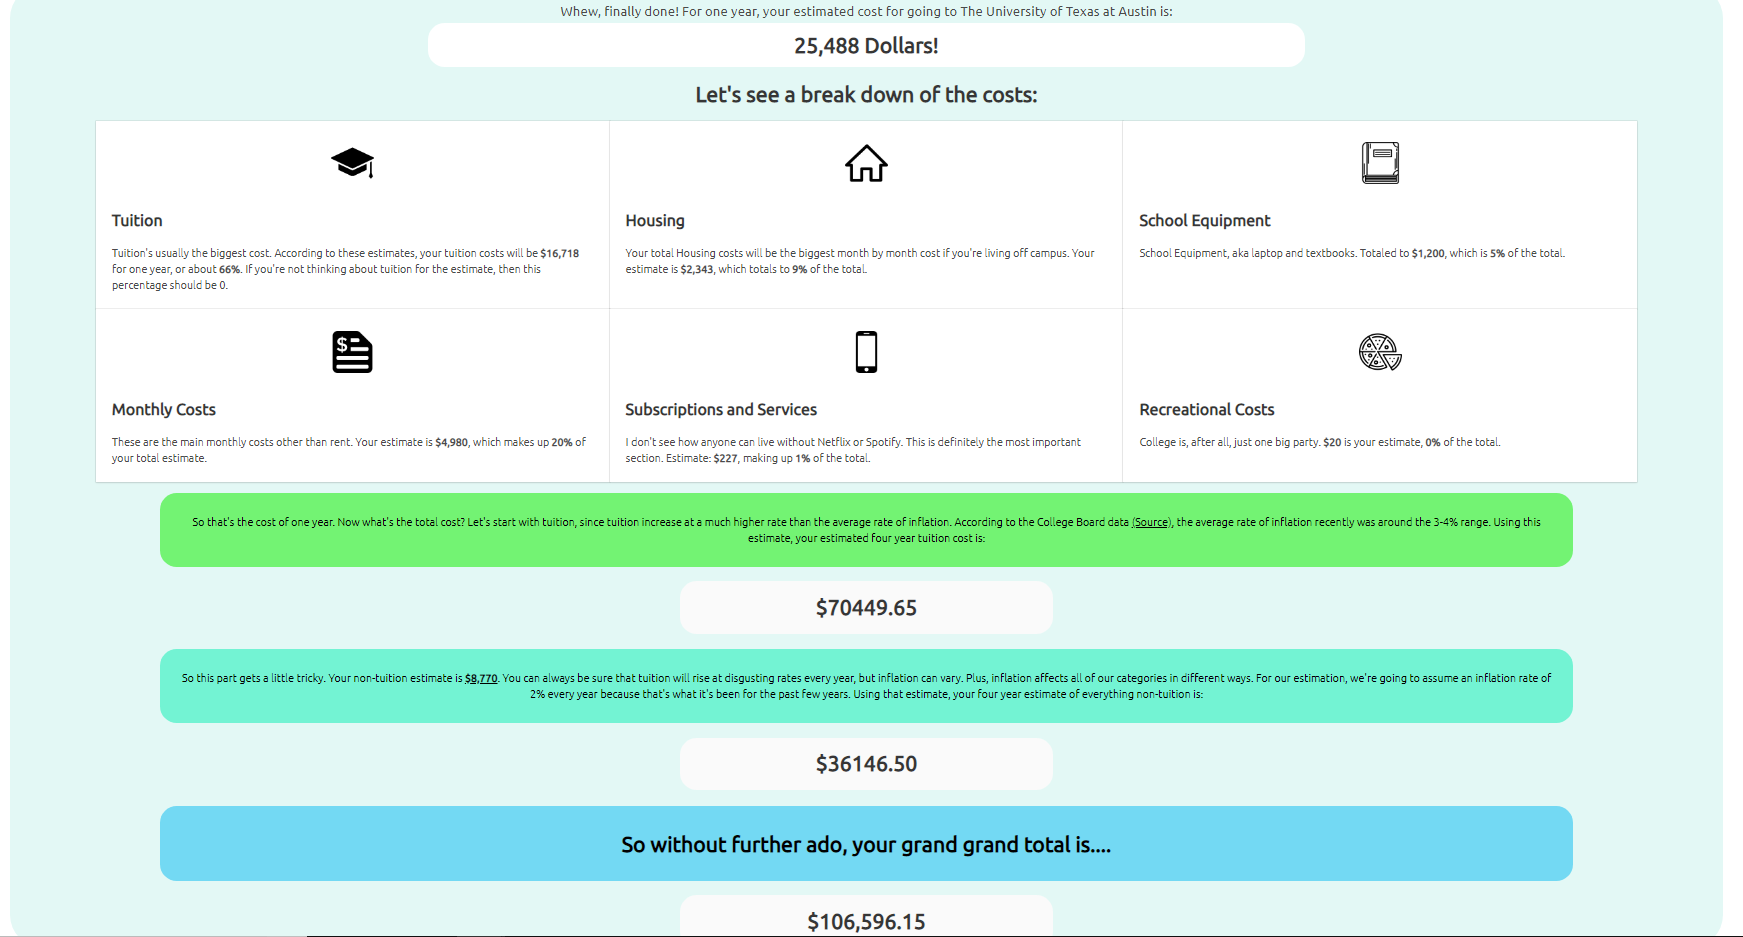 Whew, finally done! For one year, your estimated cost for going to The University of Texas at Austin is:
25,488 Dollars!
Let's see a break down of the costs:
Tuition
Tuition's usually the biggest cost. According to these estimates, your tuition costs will be $16,718
for one year, or about 66%. If you're not thinking about tuition for the estimate, then this
percentage should be 0.
Housing
Your total Housing costs will be the biggest month by month cost if you're living off campus. Your
estimate is $2,343, which totals to 9% of the total.
School Equipment
School Equipment, aka laptop and textbooks. Totaled to $1,200, which is 5% of the total.
$
Monthly Costs
These are the main monthly costs other than rent. Your estimate is $4,980, which makes up 20% of
your total estimate.
Subscriptions and Services
I don't see how anyone can live without Netflix or Spotify. This is definitely the most important
section. Estimate: $227, making up 1% of the total.
Recreational Costs
College is, after all, just one big party. $20 is your estimate, 0% of the total.
So that's the cost of one year. Now what's the total cost? Let's start with tuition, since tuition increase at a much higher rate than the average rate of inflation. According to the College Board data (Source), the average rate of inflation recently was around the 3-4% range. Using this
estimate, your estimated four year tuition cost is:
$70449.65
So this part gets a little tricky. Your non-tuition estimate is $8,770. You can always be sure that tuition will rise at disgusting rates every year, but inflation can vary. Plus, inflation affects all of our categories in different ways. For our estimation, we're going to assume an inflation rate of
2% every year because that's what it's been for the past few years. Using that estimate, your four year estimate of everything non-tuition is:
$36146.50
So without further ado, your grand grand total is....
$106,596.15